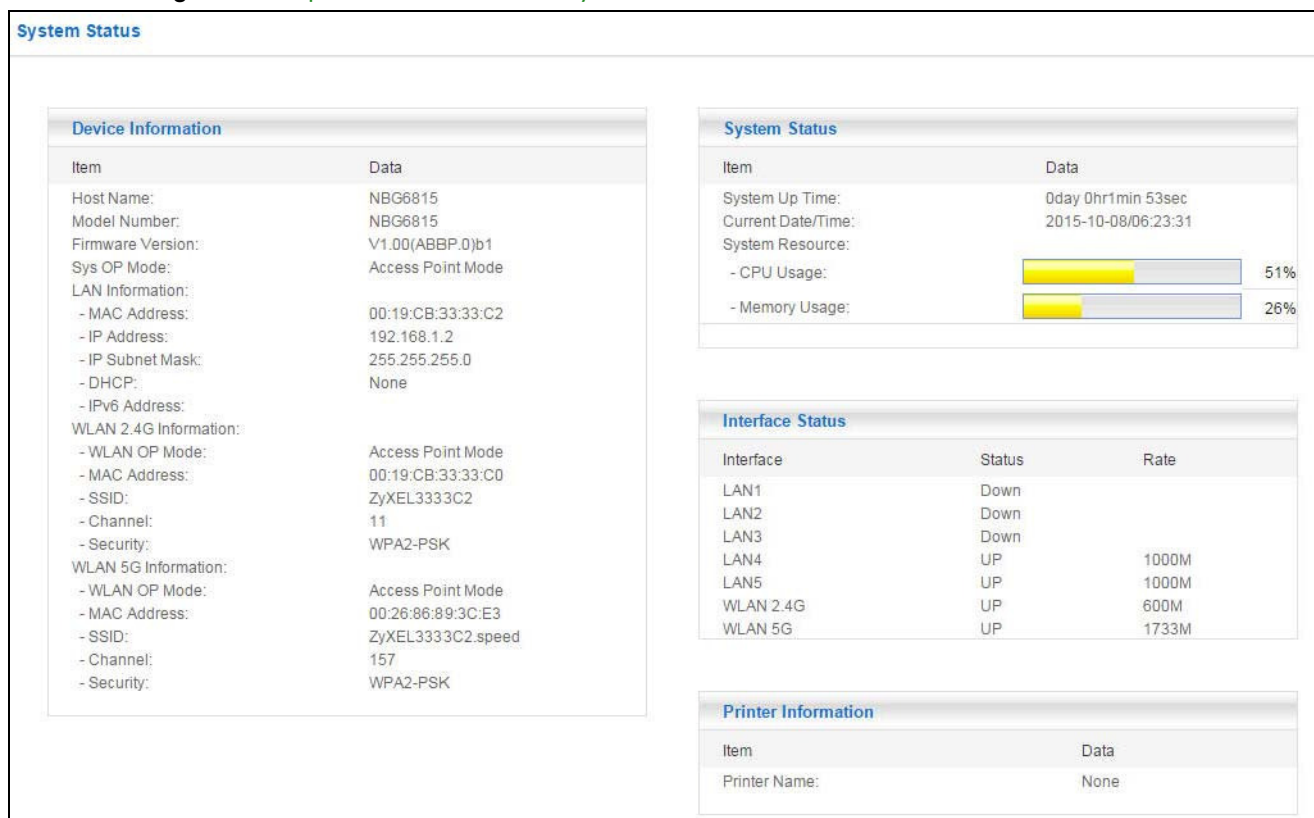 System Status
Device Information
Item Data
Host Name: NBG6815
Model Number: NBG6815
Firmware Version: V1.00(ABBP.0)b1
Sys OP Mode: Access Point Mode
LAN Information:
- MAC Address: 00:19:CB:33:33:C2
- IP Address: 192.168.1.2
- IP Subnet Mask: 255.255.255.0
- DHCP: None
- IPv6 Address:
WLAN 2.4G Information:
- WLAN OP Mode: Access Point Mode
- MAC Address: 00:19:CB:33:33:C0
- SSID: ZyXEL3333C2
- Channel: 11
- Security: WPA2-PSK
WLAN 5G Information:
- WLAN OP Mode: Access Point Mode
- MAC Address: 00:26:86:89:3C:E3
- SSID: ZyXEL3333C2.speed
- Channel: 157
- Security: WPA2-PSK
System Status
Item Data
System Up Time: 0day 0hr1min 53sec
Current Date/Time: 2015-10-08/06:23:31
System Resource:
- CPU Usage: 51%
- Memory Usage: 26%
Interface Status
Interface Status Rate
LAN1 Down
LAN2 Down
LAN3 Down
LAN4 UP 1000M
LAN5 UP 1000M
WLAN 2.4G UP 600M
WLAN 5G UP 1733M
Printer Information
Item Data
Printer Name: None